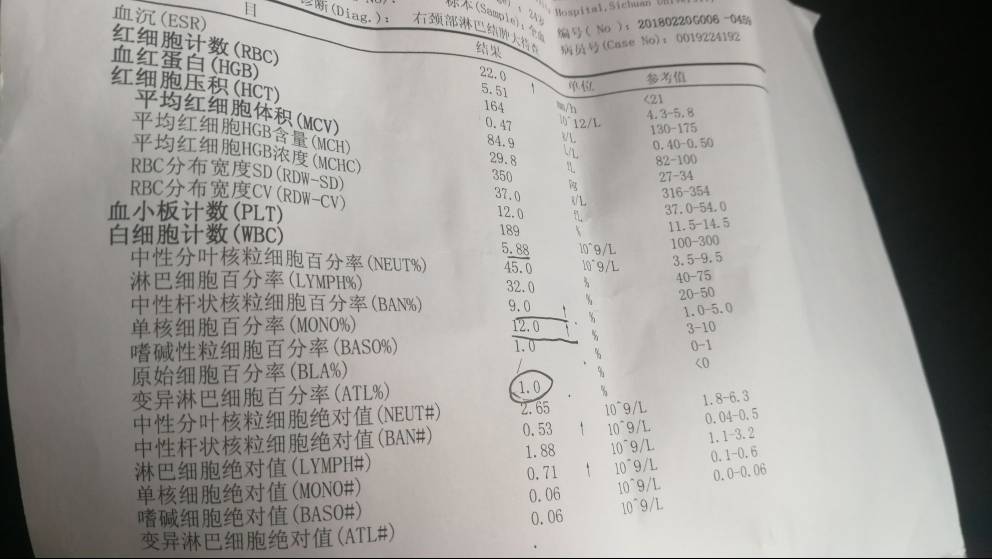 诊断(Diag.): 右颈部淋巴结肿大待查 标本(Sample): 全血 24岁 Hospital, Sichuan
编号( No ): 20180220G006 -0459
病员号(Case No): 0019224192
目 结果 单位 参考值
血沉(ESR) 22.0 ↑ mm/h <21
红细胞计数(RBC) 5.51 10^12/L 4.3-5.8
血红蛋白(HGB) 164 g/L 130-175
红细胞压积(HCT) 0.47 L/L 0.40-0.50
平均红细胞体积(MCV) 84.9 fL 82-100
平均红细胞HGB含量(MCH) 29.8 pg 27-34
平均红细胞HGB浓度(MCHC) 350 g/L 316-354
RBC分布宽度SD(RDW-SD) 37.0 fL 37.0-54.0
RBC分布宽度CV(RDW-CV) 12.0 % 11.5-14.5
血小板计数(PLT) 189 10^9/L 100-300
白细胞计数(WBC) 5.88 10^9/L 3.5-9.5
中性分叶核粒细胞百分率(NEUT%) 45.0 % 40-75
淋巴细胞百分率(LYMPH%) 32.0 % 20-50
中性杆状核粒细胞百分率(BAN%) 9.0 ↑ % 1.0-5.0
单核细胞百分率(MONO%) 12.0 ↑ % 3-10
嗜碱性粒细胞百分率(BASO%) 1.0 % 0-1
原始细胞百分率(BLA%) / % <0
变异淋巴细胞百分率(ATL%) 1.0 %
中性分叶核粒细胞绝对值(NEUT#) 2.65 10^9/L 1.8-6.3
中性杆状核粒细胞绝对值(BAN#) 0.53 ↑ 10^9/L 0.04-0.5
淋巴细胞绝对值(LYMPH#) 1.88 10^9/L 1.1-3.2
单核细胞绝对值(MONO#) 0.71 ↑ 10^9/L 0.1-0.6
嗜碱细胞绝对值(BASO#) 0.06 10^9/L 0.0-0.06
变异淋巴细胞绝对值(ATL#) 0.06 10^9/L